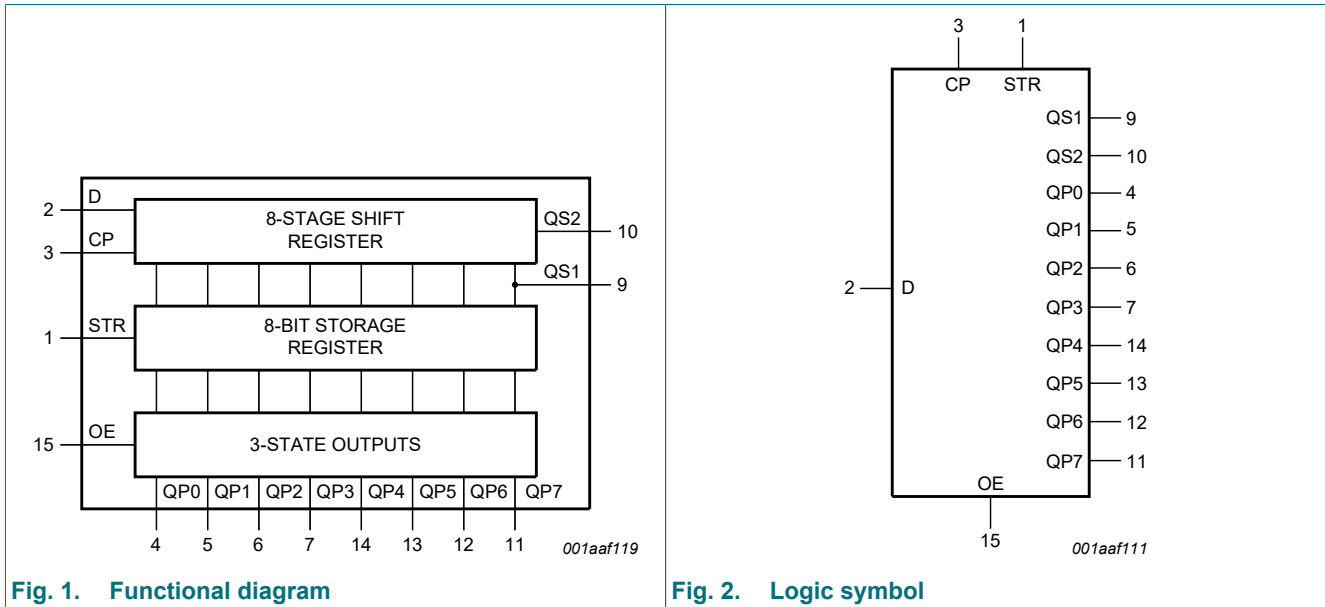 D
2
8-STAGE SHIFT
REGISTER
QS2
10
CP
3
QS1
9
STR
1
8-BIT STORAGE
REGISTER
OE
15
3-STATE OUTPUTS
QP0 QP1 QP2 QP3 QP4 QP5 QP6 QP7
4 5 6 7 14 13 12 11
001aaf119
Fig. 1. Functional diagram
3 1
CP STR
QS1 9
QS2 10
QP0 4
QP1 5
QP2 6
2 D
QP3 7
QP4 14
QP5 13
QP6 12
QP7 11
OE
15
001aaf111
Fig. 2. Logic symbol